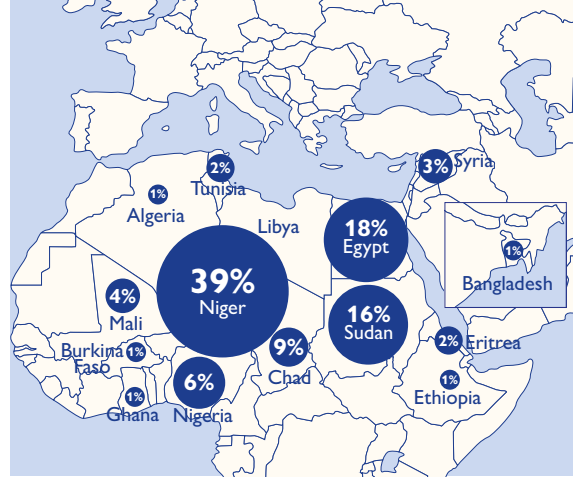 2%
Tunisia
3%
Syria
1%
Algeria
Libya
18%
Egypt
1%
Bangladesh
39%
Niger
4%
Mali
16%
Sudan
2%
Eritrea
Burkina
Faso
1%
9%
Chad
6%
Nigeria
1%
Ethiopia
1%
Ghana